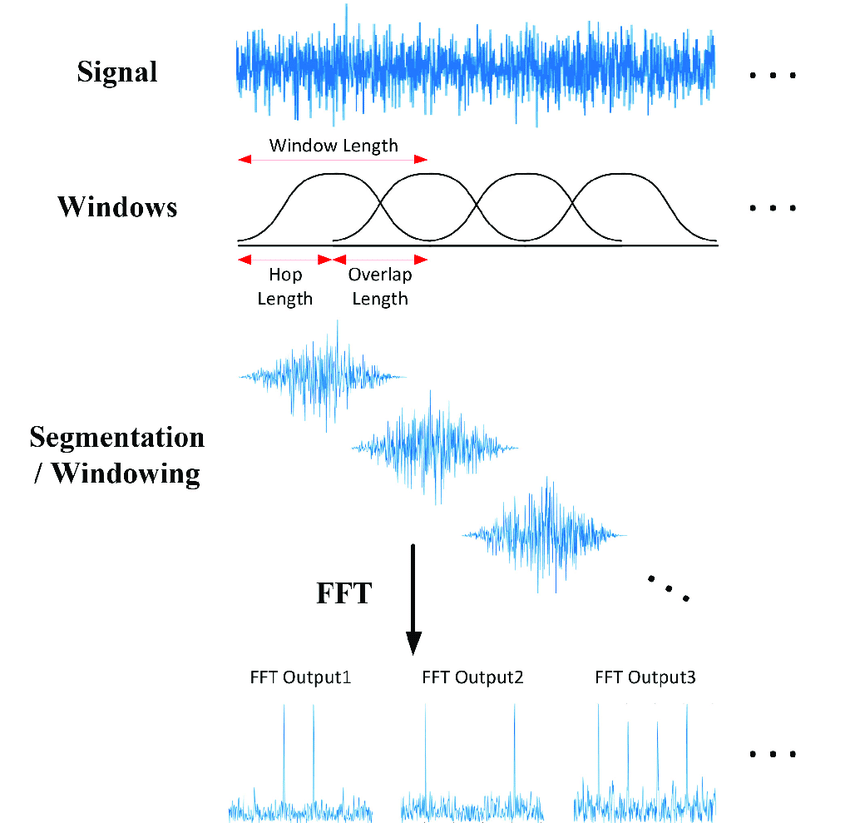 Signal
Window Length
Windows
Hop
Length
Overlap
Length
Segmentation
/ Windowing
FFT
FFT Output1
FFT Output2
FFT Output3